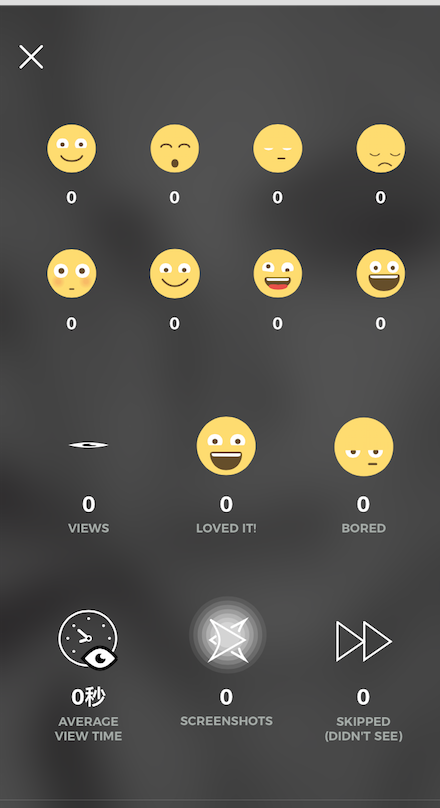 0 0 0 0
0 0 0 0
0 0 0
VIEWS LOVED IT! BORED
0秒 0 0
AVERAGE VIEW TIME
SCREENSHOTS
SKIPPED
(DIDN'T SEE)